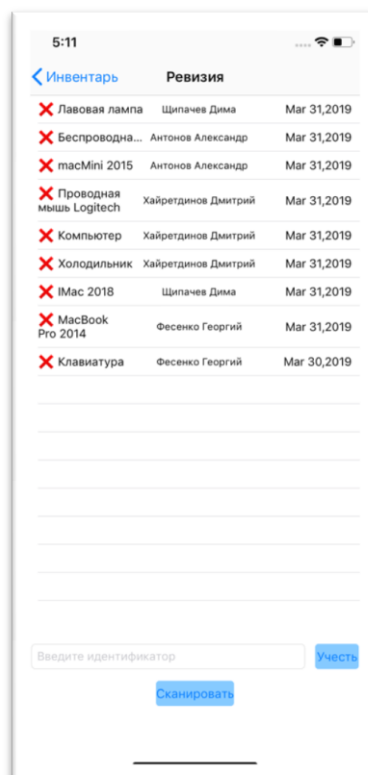 5:11
Инвентарь Ревизия
Лавовая лампа Щипачев Дима Mar 31,2019
Беспроводна... Антонов Александр Mar 31,2019
macMini 2015 Антонов Александр Mar 31,2019
Проводная
мышь Logitech Хайретдинов Дмитрий Mar 31,2019
Компьютер Хайретдинов Дмитрий Mar 31,2019
Холодильник Хайретдинов Дмитрий Mar 31,2019
IMac 2018 Щипачев Дима Mar 31,2019
MacBook
Pro 2014 Фесенко Георгий Mar 31,2019
Клавиатура Фесенко Георгий Mar 30,2019
Введите идентификатор Учесть
Сканировать